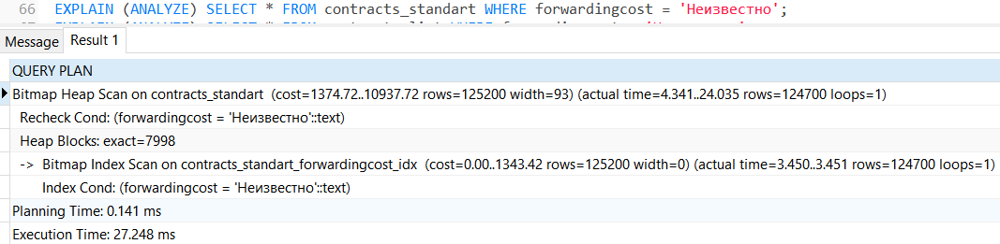 66 EXPLAIN (ANALYZE) SELECT * FROM contracts_standart WHERE forwardingcost = 'Неизвестно';
Message Result 1
QUERY PLAN
Bitmap Heap Scan on contracts_standart (cost=1374.72..10937.72 rows=125200 width=93) (actual time=4.341..24.035 rows=124700 loops=1)
Recheck Cond: (forwardingcost = 'Неизвестно'::text)
Heap Blocks: exact=7998
-> Bitmap Index Scan on contracts_standart_forwardingcost_idx (cost=0.00..1343.42 rows=125200 width=0) (actual time=3.450..3.451 rows=124700 loops=1)
Index Cond: (forwardingcost = 'Неизвестно'::text)
Planning Time: 0.141 ms
Execution Time: 27.248 ms